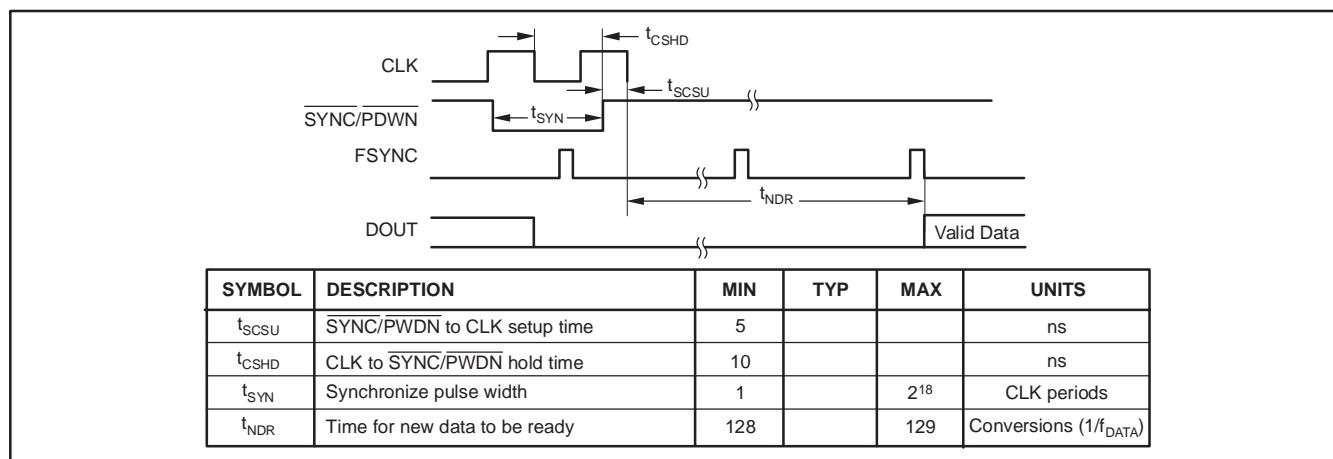 t_CSHD
CLK
t_SCSU
SYNC/PDWN
t_SYN
FSYNC
t_NDR
DOUT
Valid Data
SYMBOL DESCRIPTION MIN TYP MAX UNITS
t_SCSU SYNC/PWDN to CLK setup time 5 ns
t_CSHD CLK to SYNC/PWDN hold time 10 ns
t_SYN Synchronize pulse width 1 2^18 CLK periods
t_NDR Time for new data to be ready 128 129 Conversions (1/f_DATA)